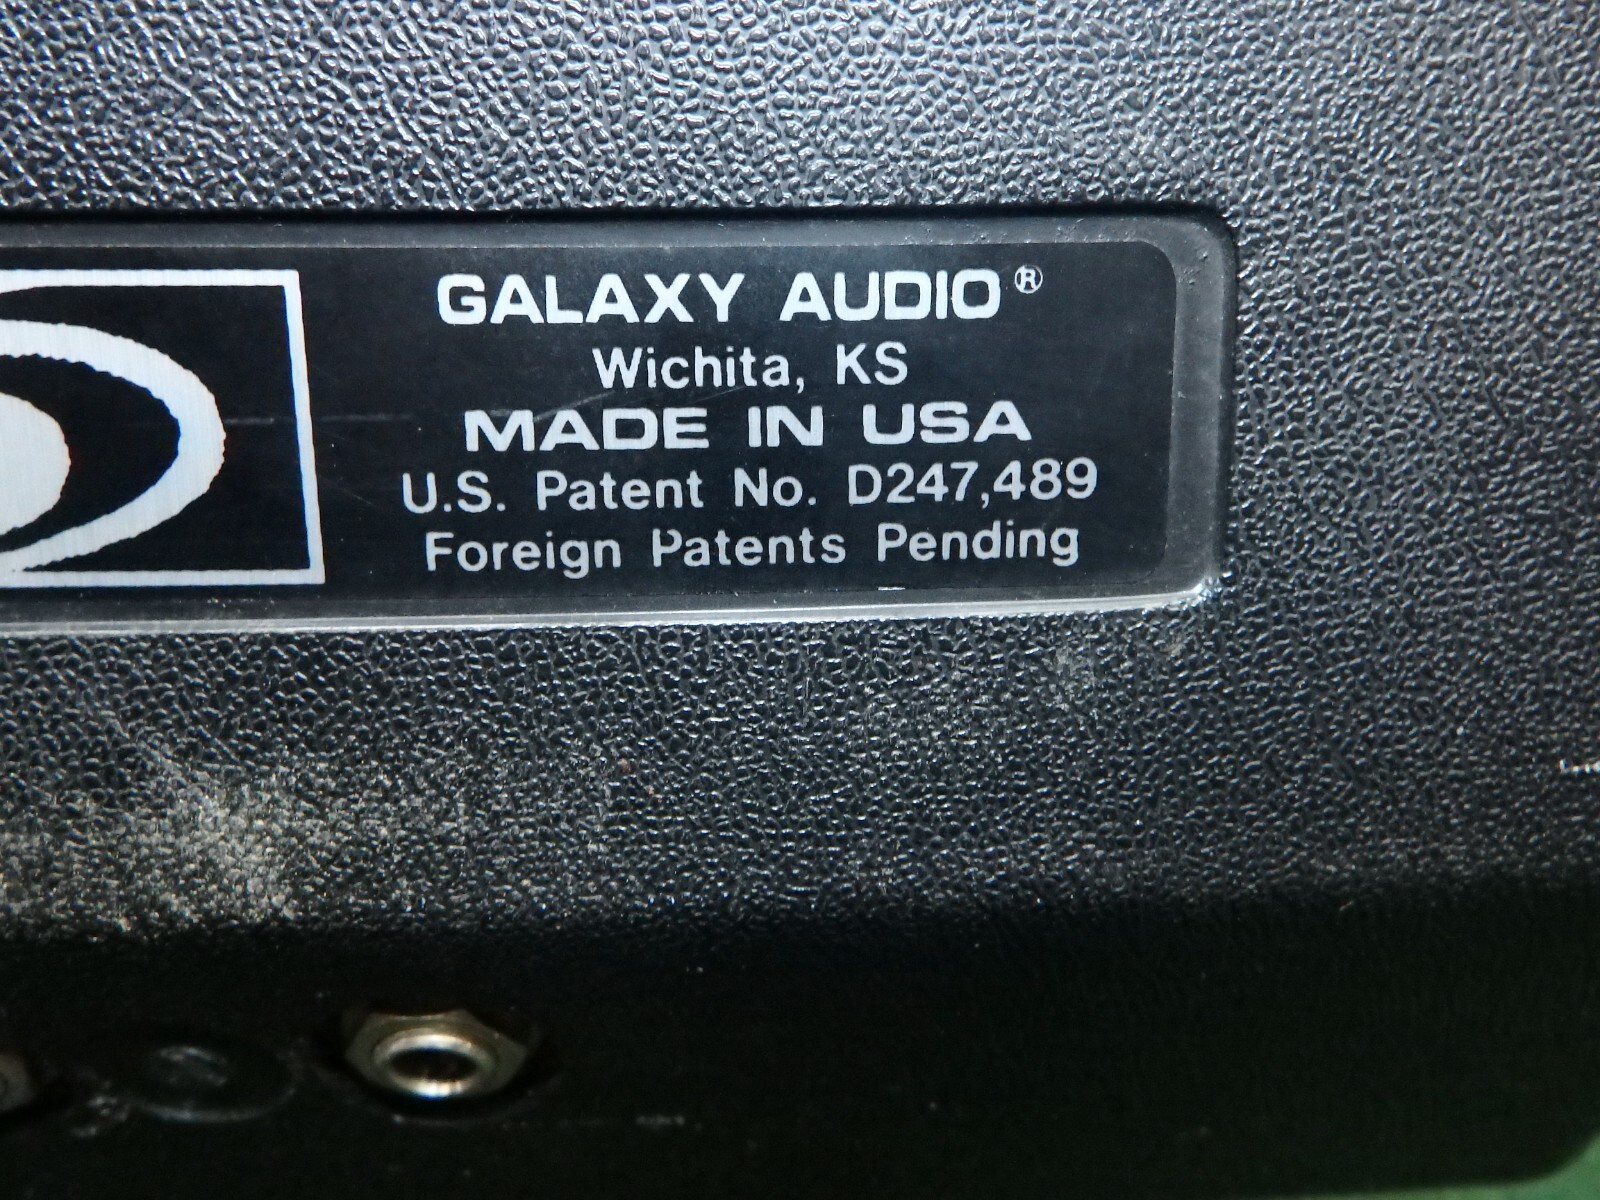 GALAXY AUDIO®
Wichita, KS
MADE IN USA
U.S. Patent No. D247,489
Foreign Patents Pending